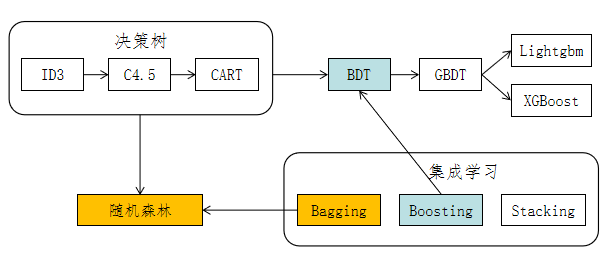 决策树
ID3
C4.5
CART
BDT
GBDT
Lightgbm
XGBoost
集成学习
随机森林
Bagging
Boosting
Stacking